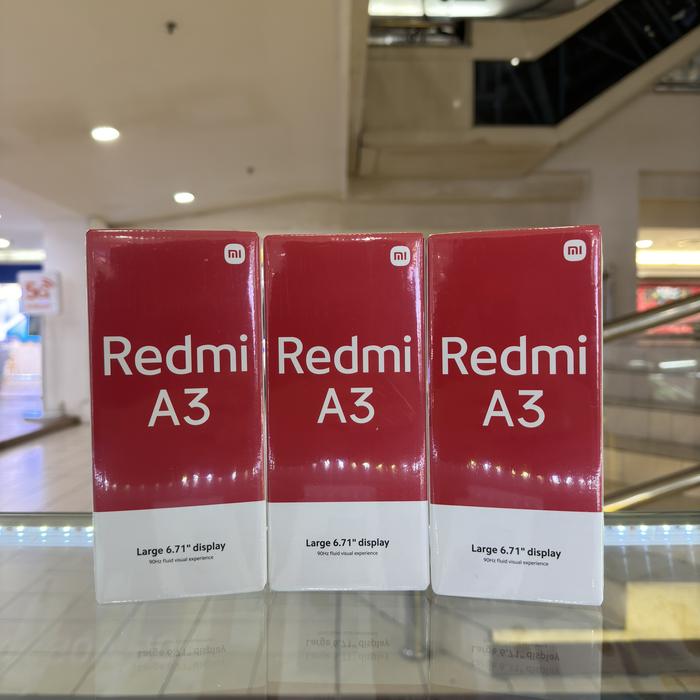 mi
Redmi
A3
Large 6.71" display
90Hz fluid visual experience
mi
Redmi
A3
Large 6.71" display
90Hz fluid visual experience
mi
Redmi
A3
Large 6.71" display
90Hz fluid visual experience
5G